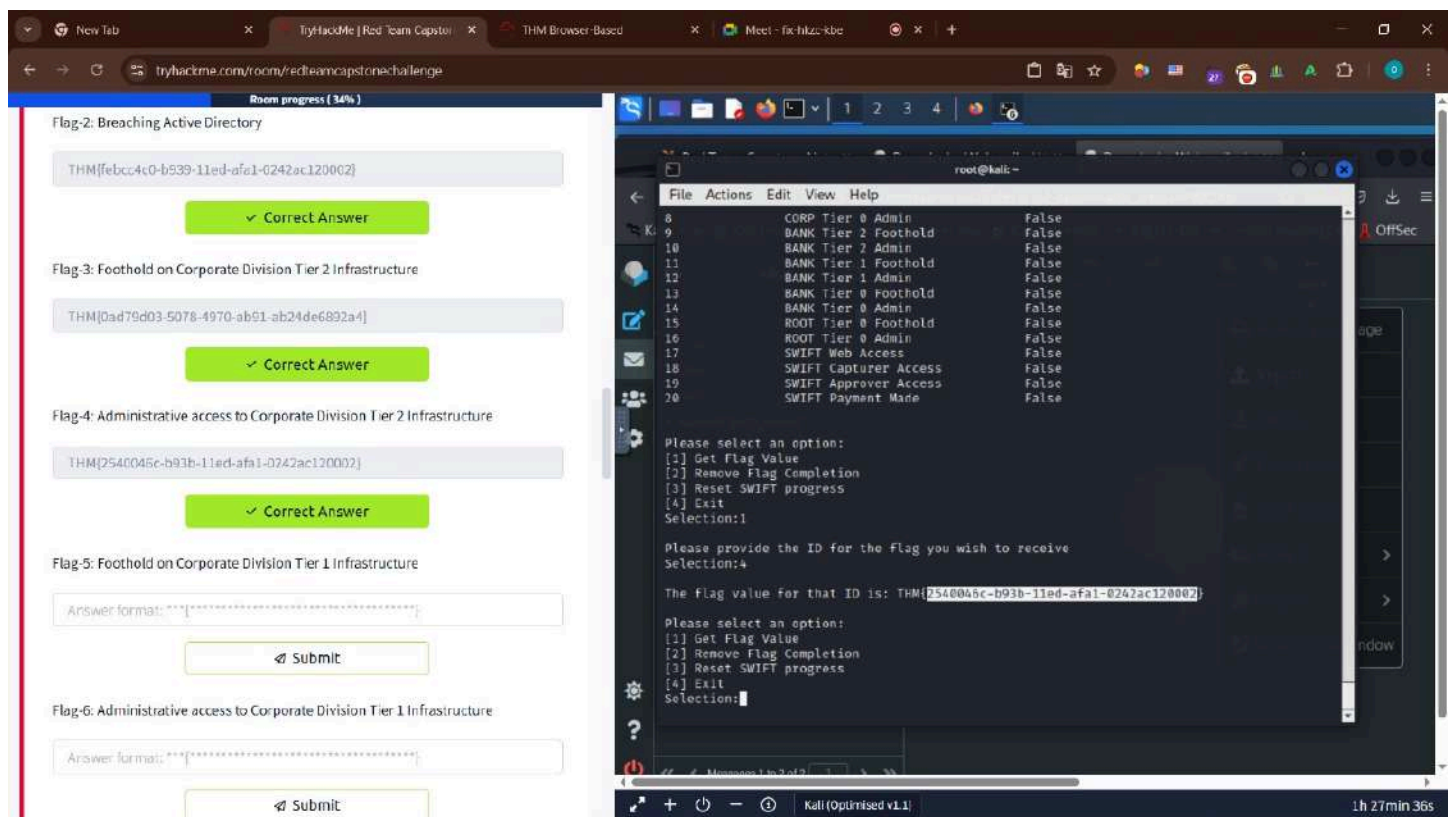 New Tab
TryHackMe | Red Team Capstor
THM Browser-Based
Meet - fix-hkzc-kbe
tryhackme.com/room/redteamcapstonechallenge
27
Room progress ( 34% )
Flag-2: Breaching Active Directory
THM{febcc4c0-b939-11ed-afa1-0242ac120002}
✓ Correct Answer
Flag-3: Foothold on Corporate Division Tier 2 Infrastructure
THM{0ad79d03-5078-4970-ab91-ab24de6892a4}
✓ Correct Answer
Flag-4: Administrative access to Corporate Division Tier 2 Infrastructure
THM{2540046c-b93b-11ed-afa1-0242ac120002}
✓ Correct Answer
Flag-5: Foothold on Corporate Division Tier 1 Infrastructure
Answer format: ***{************************************}
Submit
Flag-6: Administrative access to Corporate Division Tier 1 Infrastructure
Answer format: ***{************************************}
Submit
1 2 3 4
root@kali: ~
File Actions Edit View Help
8 CORP Tier 0 Admin False
9 BANK Tier 2 Foothold False
10 BANK Tier 2 Admin False
11 BANK Tier 1 Foothold False
12 BANK Tier 1 Admin False
13 BANK Tier 0 Foothold False
14 BANK Tier 0 Admin False
15 ROOT Tier 0 Foothold False
16 ROOT Tier 0 Admin False
17 SWIFT Web Access False
18 SWIFT Capturer Access False
19 SWIFT Approver Access False
20 SWIFT Payment Made False
Please select an option:
[1] Get Flag Value
[2] Remove Flag Completion
[3] Reset SWIFT progress
[4] Exit
Selection:1
Please provide the ID for the flag you wish to receive
Selection:4
The flag value for that ID is: THM{2540046c-b93b-11ed-afa1-0242ac120002}
Please select an option:
[1] Get Flag Value
[2] Remove Flag Completion
[3] Reset SWIFT progress
[4] Exit
Selection:
OffSec
age
ndow
Messages 1 to 2 of 2 1
Kali (Optimised v1.1)
1h 27min 36s